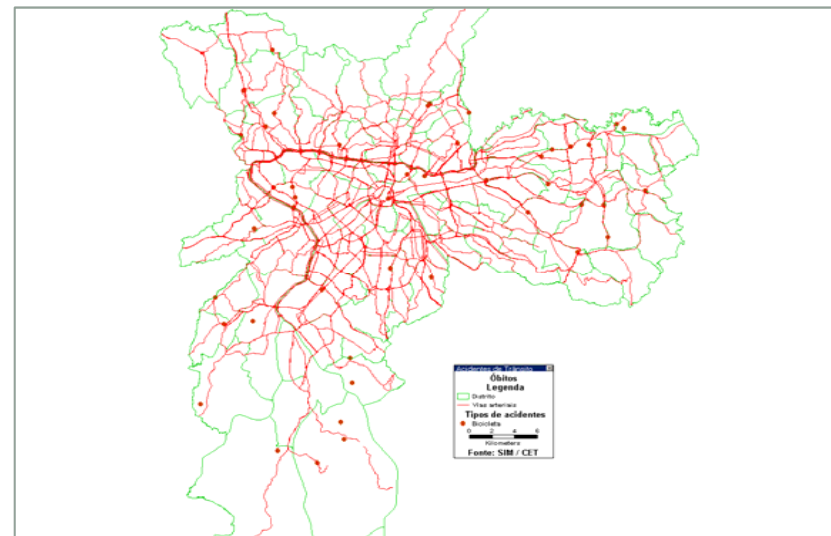 Acidentes de Trânsito
Óbitos
Legenda
Distrito
Vias arteriais
Tipos de acidentes
Bicicleta
0 2 4 6
Kilometers
Fonte: SIM / CET